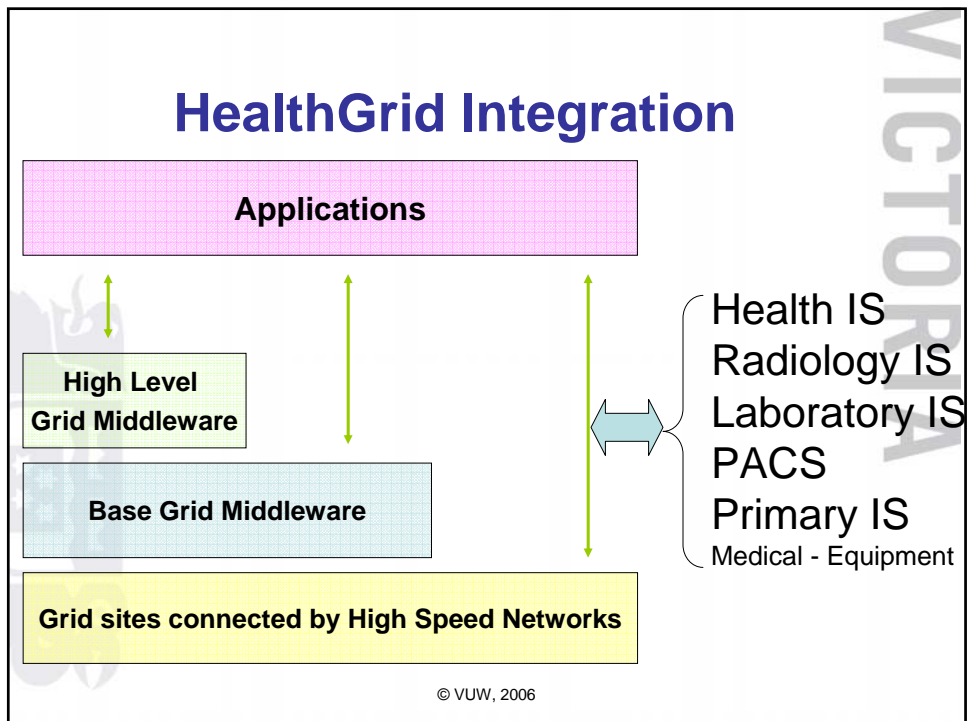 HealthGrid Integration
Applications
High Level
Grid Middleware
Base Grid Middleware
Grid sites connected by High Speed Networks
Health IS
Radiology IS
Laboratory IS
PACS
Primary IS
Medical - Equipment
VICTORIA
© VUW, 2006